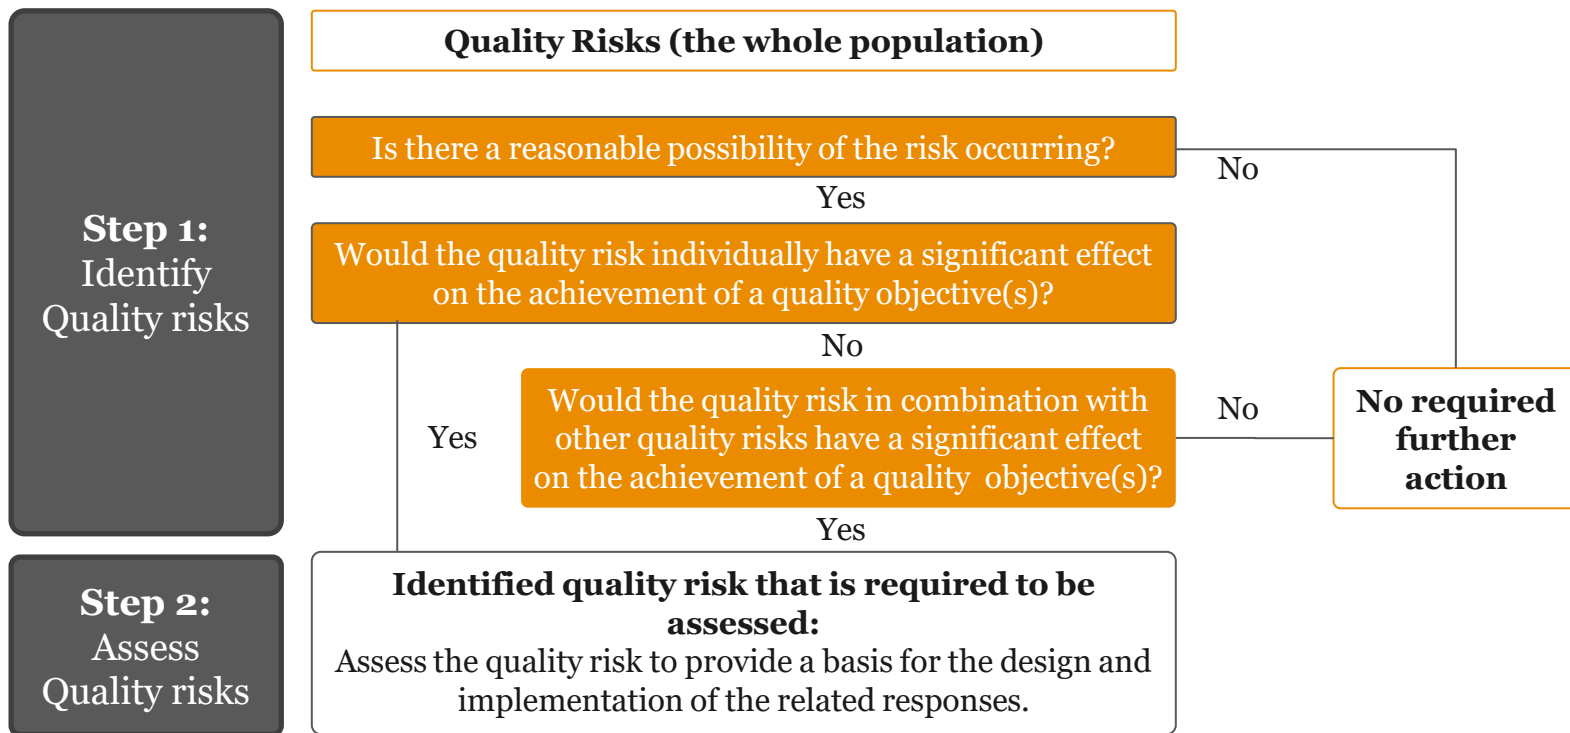 Quality Risks (the whole population)
Is there a reasonable possibility of the risk occurring?
No
Yes
Step 1:
Identify
Quality risks
Would the quality risk individually have a significant effect
on the achievement of a quality objective(s)?
No
Yes
Would the quality risk in combination with
other quality risks have a significant effect
on the achievement of a quality objective(s)?
No
No required
further
action
Yes
Step 2:
Assess
Quality risks
Identified quality risk that is required to be
assessed:
Assess the quality risk to provide a basis for the design and
implementation of the related responses.